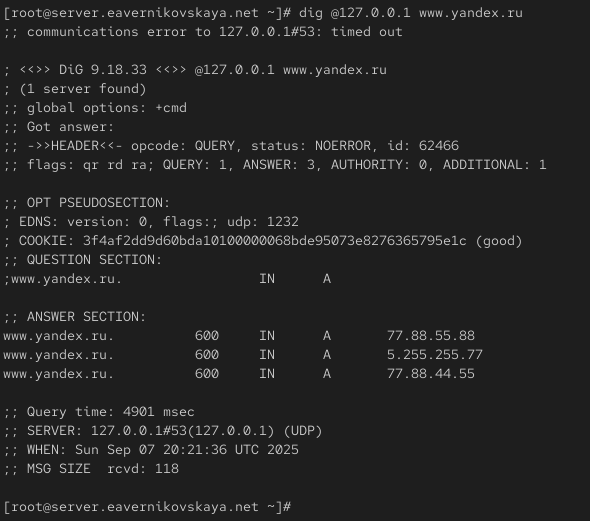 [root@server.eavernikovskaya.net ~]# dig @127.0.0.1 www.yandex.ru
;; communications error to 127.0.0.1#53: timed out
; <<>> DiG 9.18.33 <<>> @127.0.0.1 www.yandex.ru
; (1 server found)
;; global options: +cmd
;; Got answer:
;; ->>HEADER<<- opcode: QUERY, status: NOERROR, id: 62466
;; flags: qr rd ra; QUERY: 1, ANSWER: 3, AUTHORITY: 0, ADDITIONAL: 1
;; OPT PSEUDOSECTION:
; EDNS: version: 0, flags:; udp: 1232
; COOKIE: 3f4af2dd9d60bda10100000068bde95073e8276365795e1c (good)
;; QUESTION SECTION:
;www.yandex.ru. IN A
;; ANSWER SECTION:
www.yandex.ru. 600 IN A 77.88.55.88
www.yandex.ru. 600 IN A 5.255.255.77
www.yandex.ru. 600 IN A 77.88.44.55
;; Query time: 4901 msec
;; SERVER: 127.0.0.1#53(127.0.0.1) (UDP)
;; WHEN: Sun Sep 07 20:21:36 UTC 2025
;; MSG SIZE  rcvd: 118
[root@server.eavernikovskaya.net ~]#